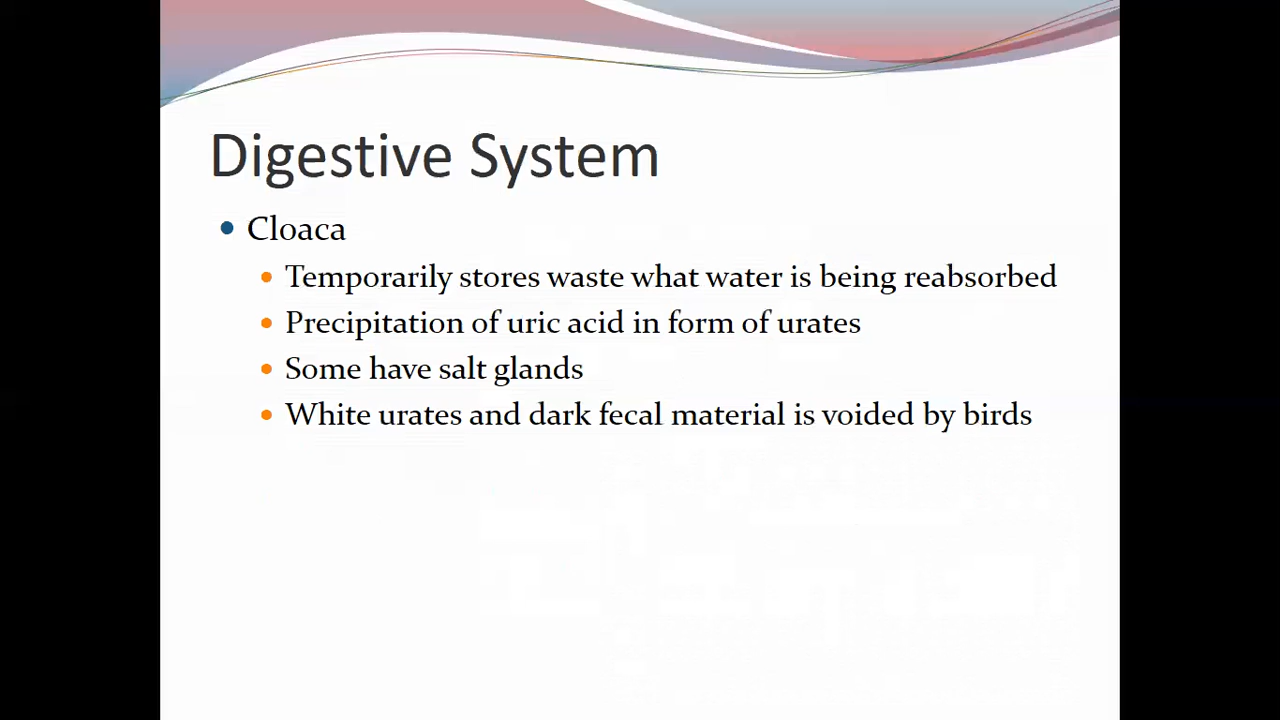 Digestive System
Cloaca
Temporarily stores waste what water is being reabsorbed
Precipitation of uric acid in form of urates
Some have salt glands
White urates and dark fecal material is voided by birds